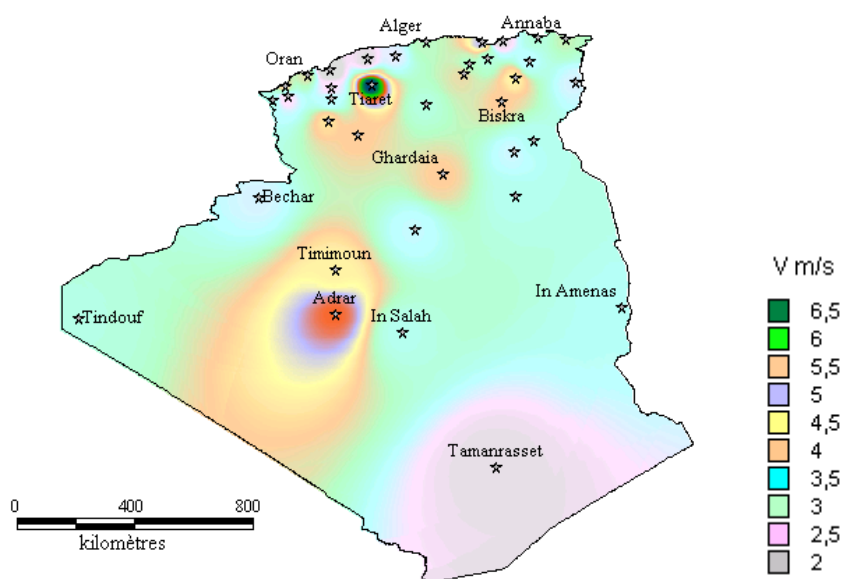 Alger
Annaba
Oran
Tiaret
Biskra
Ghardaia
Bechar
Timimoun
Adrar
In Salah
In Amenas
Tindouf
Tamanrasset
0 400 800
kilomètres
V m/s
6,5
6
5,5
5
4,5
4
3,5
3
2,5
2